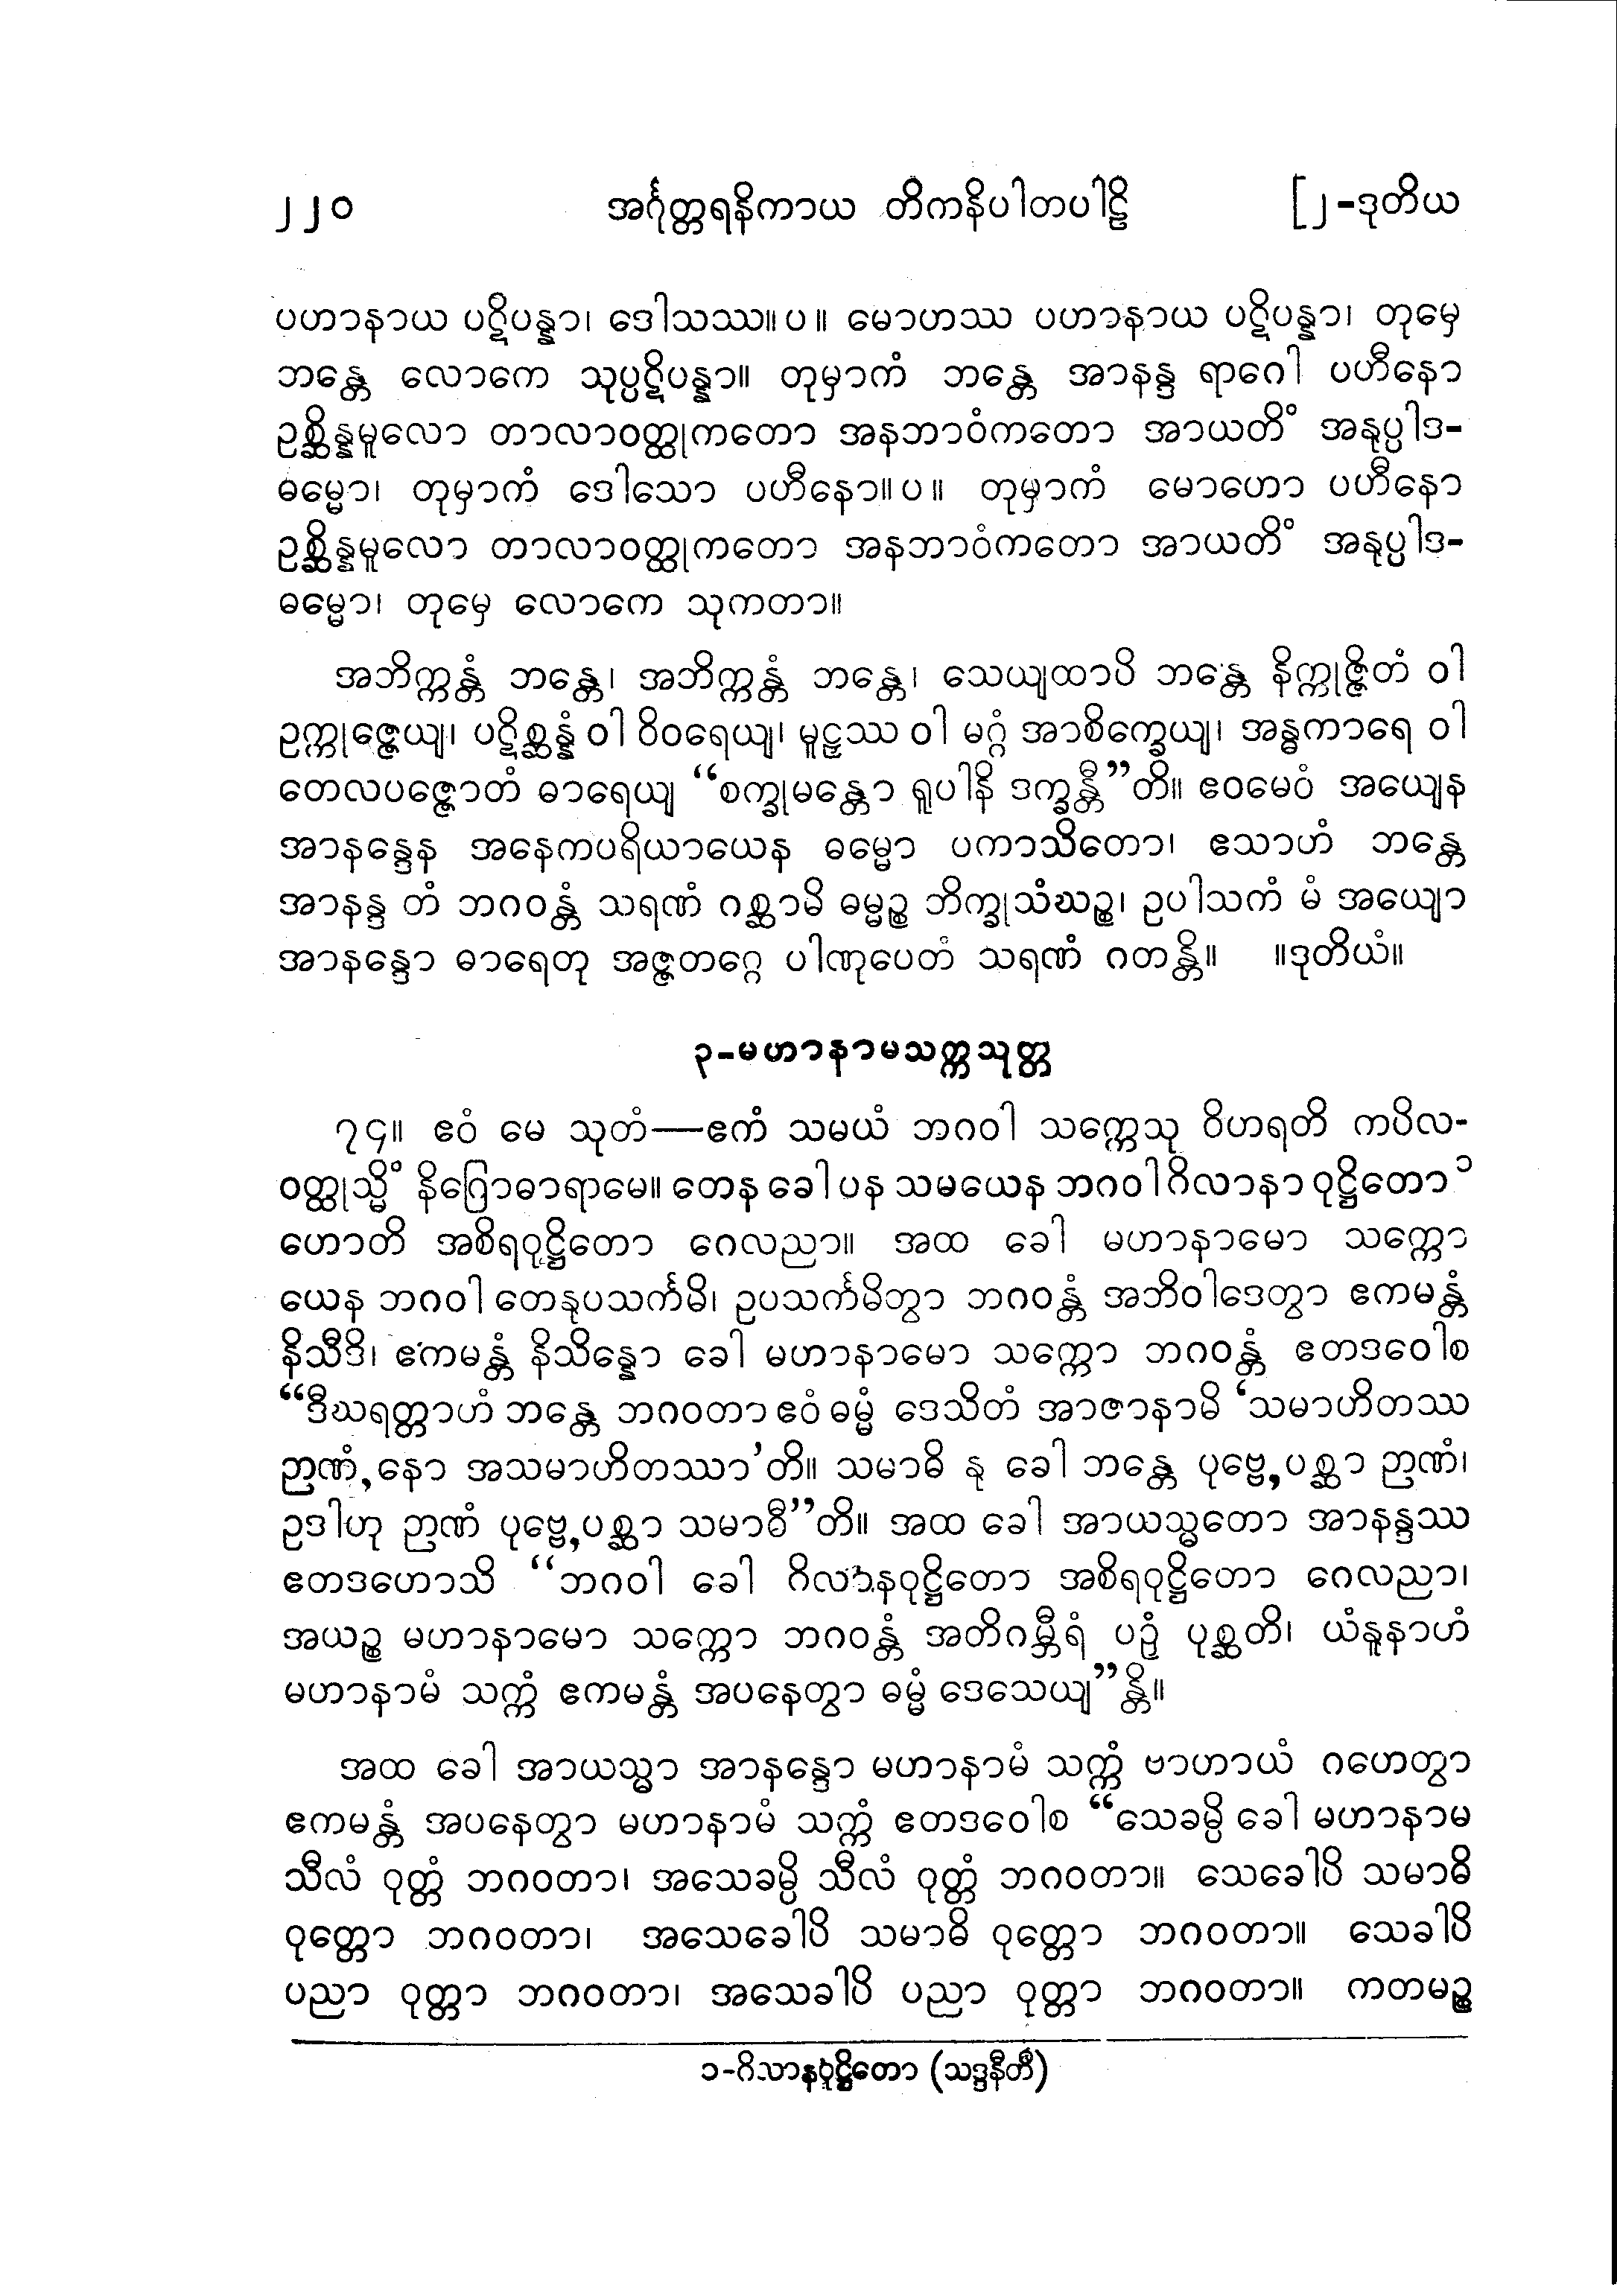 ၂၂၀ အင်္ဂုတ္တရနိကာယ တိကနိပါတပါဠိ [၂-ဒုတိယ
ပဟာနာယ ပဋိပန္နာ၊ ဒေါသဿ။ပ။ မောဟဿ ပဟာနာယ ပဋိပန္နာ၊ တုမှေ
ဘန္တေ လောကေ သုပ္ပဋိပန္နာ။ တုမှာကံ ဘန္တေ အာနန္ဒ ရာဂေါ ပဟီနော
ဥစ္ဆိန္နမူလော တာလာဝတ္ထုကတော အနဘာဝံကတော အာယတိံ အနုပ္ပါဒ-
ဓမ္မော၊ တုမှာကံ ဒေါသော ပဟီနော။ပ။ တုမှာကံ မောဟော ပဟီနော
ဥစ္ဆိန္နမူလော တာလာဝတ္ထုကတော အနဘာဝံကတော အာယတိံ အနုပ္ပါဒ-
ဓမ္မော၊ တုမှေ လောကေ သုကတာ။
အဘိက္ကန္တံ ဘန္တေ၊ အဘိက္ကန္တံ ဘန္တေ၊ သေယျထာပိ ဘန္တေ နိက္ကုဇ္ဇိတံ ဝါ
ဥက္ကုဇ္ဇေယျ၊ ပဋိစ္ဆန္နံ ဝါ ဝိဝရေယျ၊ မူဠှဿ ဝါ မဂ္ဂံ အာစိက္ခေယျ၊ အန္ဓကာရေ ဝါ
တေလပဇ္ဇောတံ ဓာရေယျ “စက္ခုမန္တော ရူပါနိ ဒက္ခန္တီ”တိ။ ဧဝမေဝံ အယျေန
အာနန္ဒေန အနေကပရိယာယေန ဓမ္မော ပကာသိတော၊ ဧသာဟံ ဘန္တေ
အာနန္ဒ တံ ဘဂဝန္တံ သရဏံ ဂစ္ဆာမိ ဓမ္မဉ္စ ဘိက္ခုသံဃဉ္စ၊ ဥပါသကံ မံ အယျော
အာနန္ဒော ဓာရေတု အဇ္ဇတဂ္ဂေ ပါဏုပေတံ သရဏံ ဂတန္တိ။ ။ဒုတိယံ။
၃-မဟာနာမသက္ကသုတ္တ
၇၄။ ဧဝံ မေ သုတံ—ဧကံ သမယံ ဘဂဝါ သက္ကေသု ဝိဟရတိ ကပိလ-
ဝတ္ထုသ္မိံ နိဂြောဓာရာမေ။ တေန ခေါ ပန သမယေန ဘဂဝါ ဂိလာနာ ဝုဋ္ဌိတော ၁
ဟောတိ အစိရဝုဋ္ဌိတော ဂေလညာ။ အထ ခေါ မဟာနာမော သက္ကော
ယေန ဘဂဝါ တေနုပသင်္ကမိ၊ ဥပသင်္ကမိတွာ ဘဂဝန္တံ အဘိဝါဒေတွာ ဧကမန္တံ
နိသီဒိ၊ ဧကမန္တံ နိသိန္နော ခေါ မဟာနာမော သက္ကော ဘဂဝန္တံ ဧတဒဝေါစ
“ဒီဃရတ္တာဟံ ဘန္တေ ဘဂဝတာ ဧဝံ ဓမ္မံ ဒေသိတံ အာဇာနာမိ ‘သမာဟိတဿ
ဉာဏံ, နော အသမာဟိတဿာ’တိ။ သမာဓိ နု ခေါ ဘန္တေ ပုဗ္ဗေ, ပစ္ဆာ ဉာဏံ၊
ဥဒါဟု ဉာဏံ ပုဗ္ဗေ, ပစ္ဆာ သမာဓီ”တိ။ အထ ခေါ အာယသ္မတော အာနန္ဒဿ
ဧတဒဟောသိ “ဘဂဝါ ခေါ ဂိလာနဝုဋ္ဌိတော အစိရဝုဋ္ဌိတော ဂေလညာ၊
အယဉ္စ မဟာနာမော သက္ကော ဘဂဝန္တံ အတိဂမ္ဘီရံ ပဉှံ ပုစ္ဆတိ၊ ယံနူနာဟံ
မဟာနာမံ သက္ကံ ဧကမန္တံ အပနေတွာ ဓမ္မံ ဒေသေယျ”န္တိ။
အထ ခေါ အာယသ္မာ အာနန္ဒော မဟာနာမံ သက္ကံ ဗာဟာယံ ဂဟေတွာ
ဧကမန္တံ အပနေတွာ မဟာနာမံ သက္ကံ ဧတဒဝေါစ “သေခမ္ပိ ခေါ မဟာနာမ
သီလံ ဝုတ္တံ ဘဂဝတာ၊ အသေခမ္ပိ သီလံ ဝုတ္တံ ဘဂဝတာ။ သေခေါပိ သမာဓိ
ဝုတ္တော ဘဂဝတာ၊ အသေခေါပိ သမာဓိ ဝုတ္တော ဘဂဝတာ။ သေခါပိ
ပညာ ဝုတ္တာ ဘဂဝတာ၊ အသေခါပိ ပညာ ဝုတ္တာ ဘဂဝတာ။ ကတမဉ္စ
၁-ဂိလာနဝုဋ္ဌိတော (သဒ္ဒနီတိ)